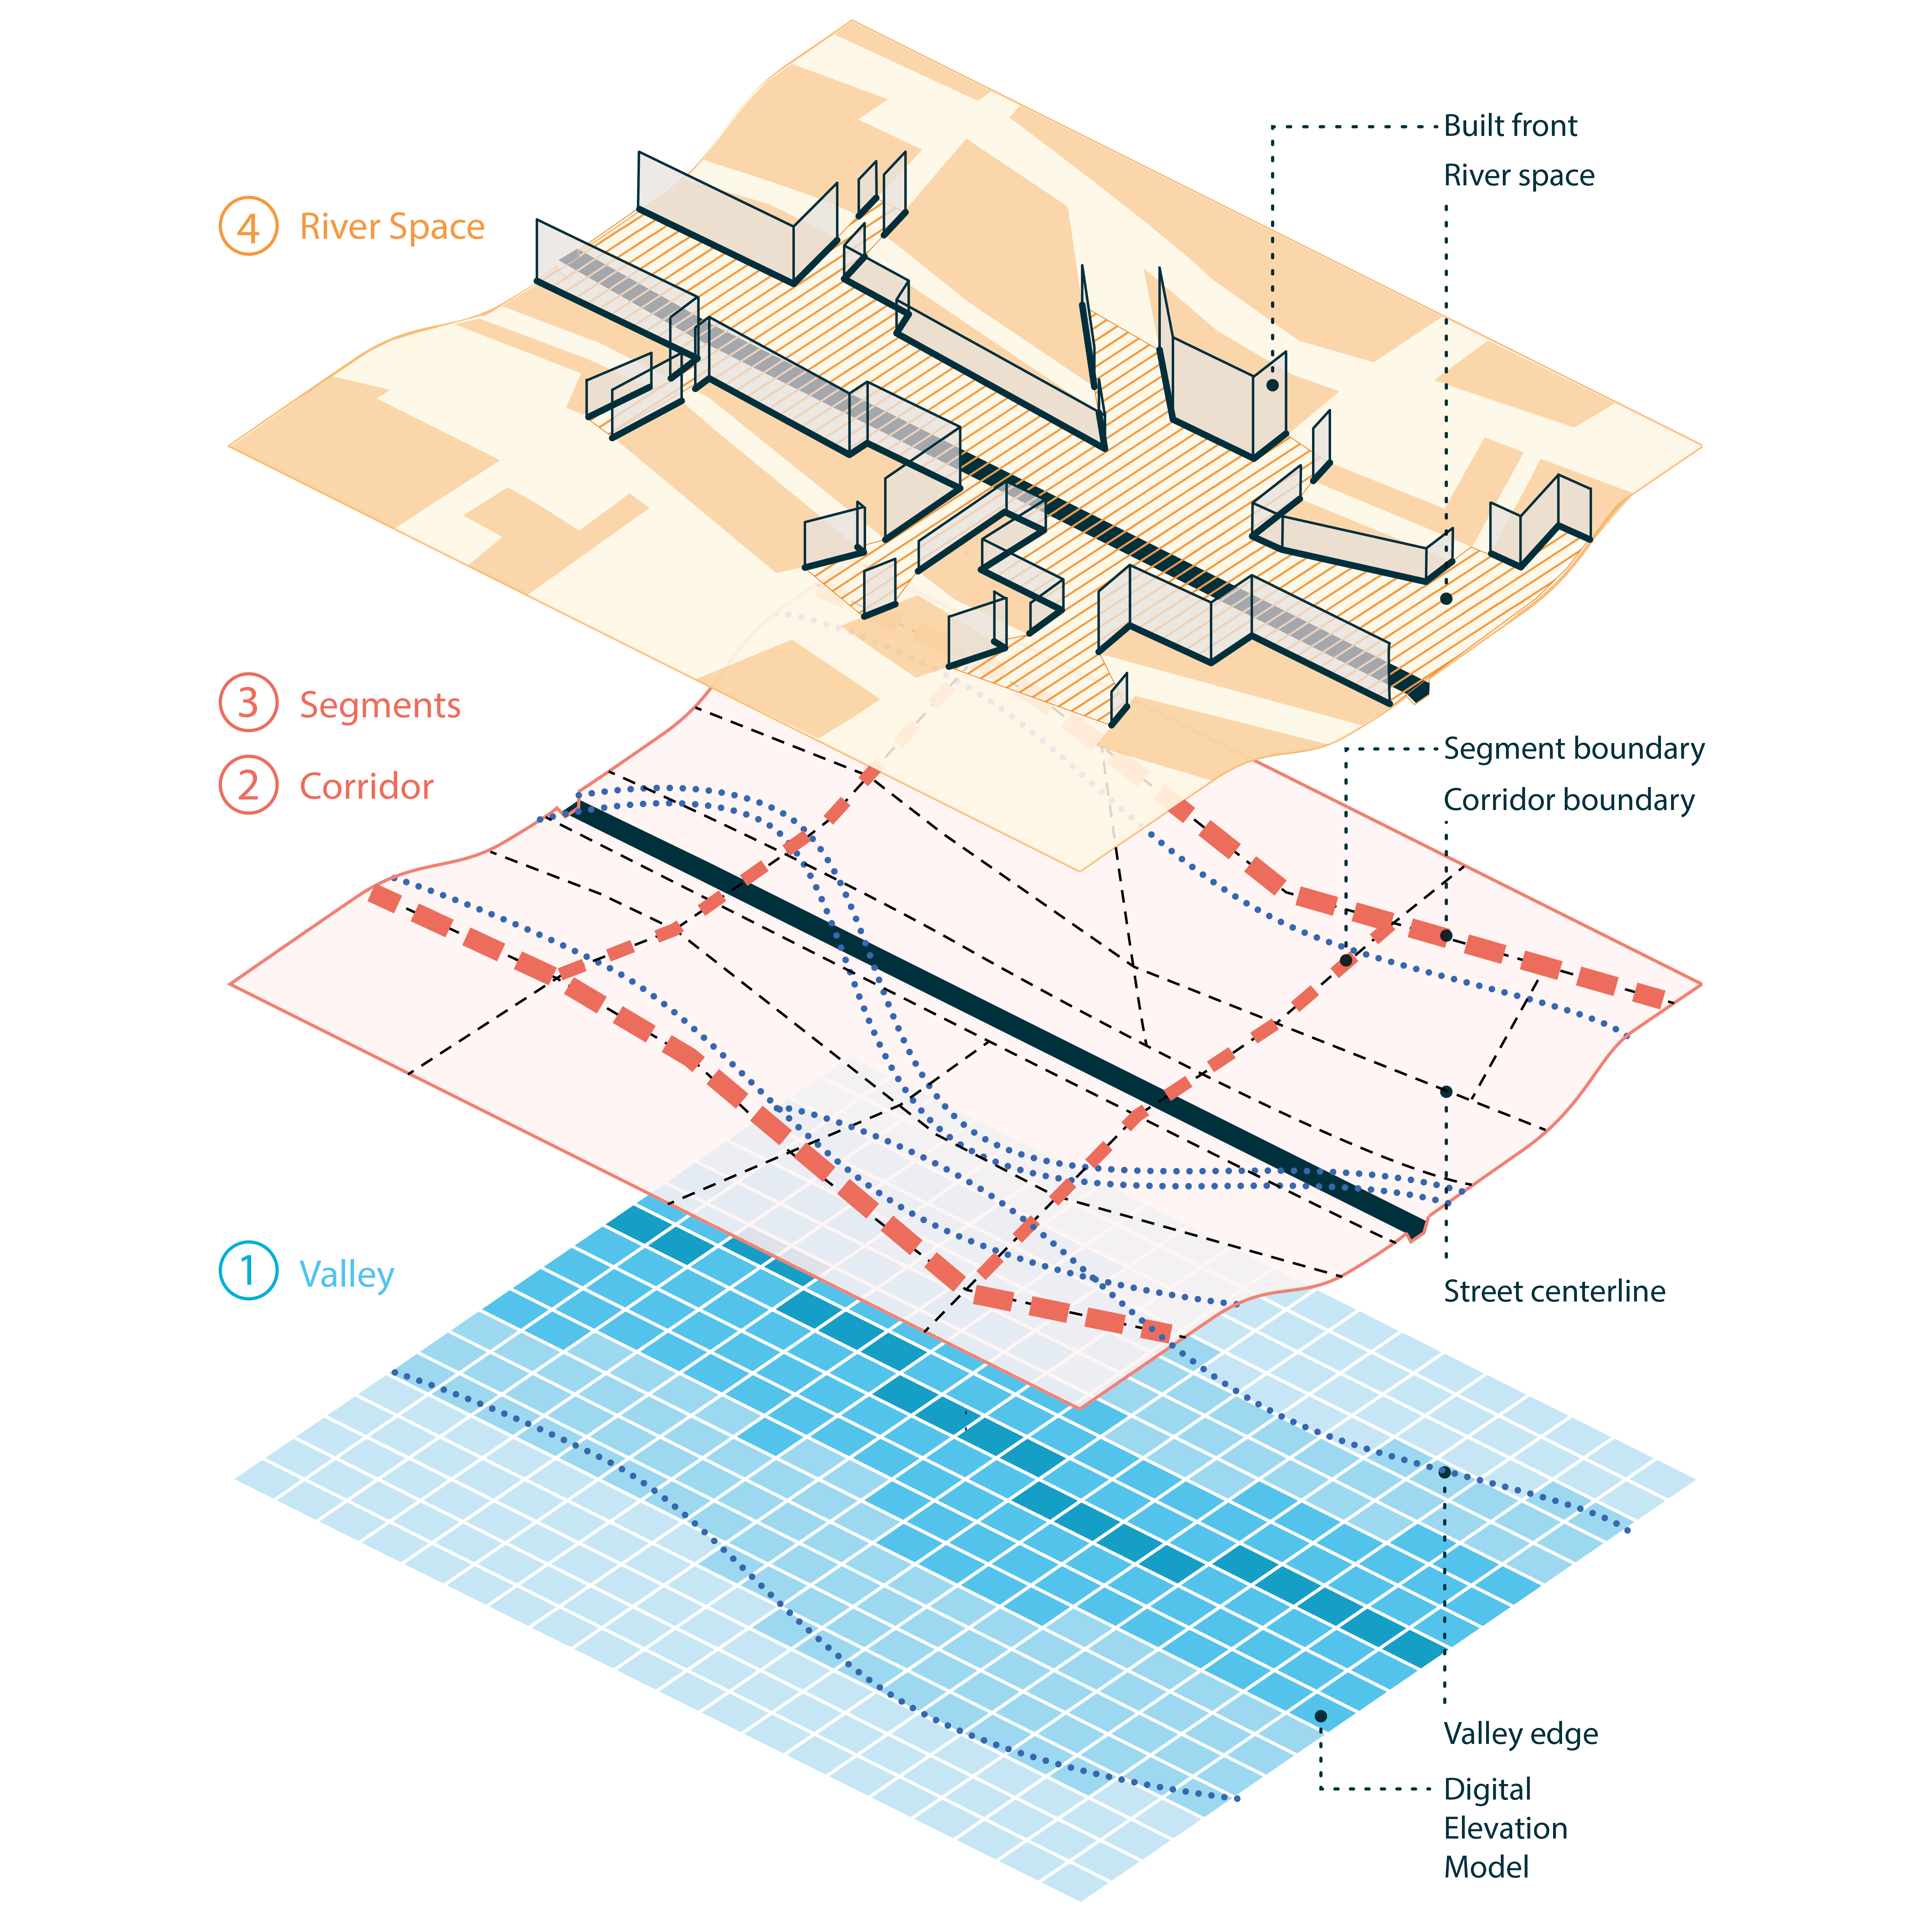 Built front
River space
4 River Space
3 Segments
Segment boundary
2 Corridor
Corridor boundary
1 Valley
Street centerline
Valley edge
Digital
Elevation
Model